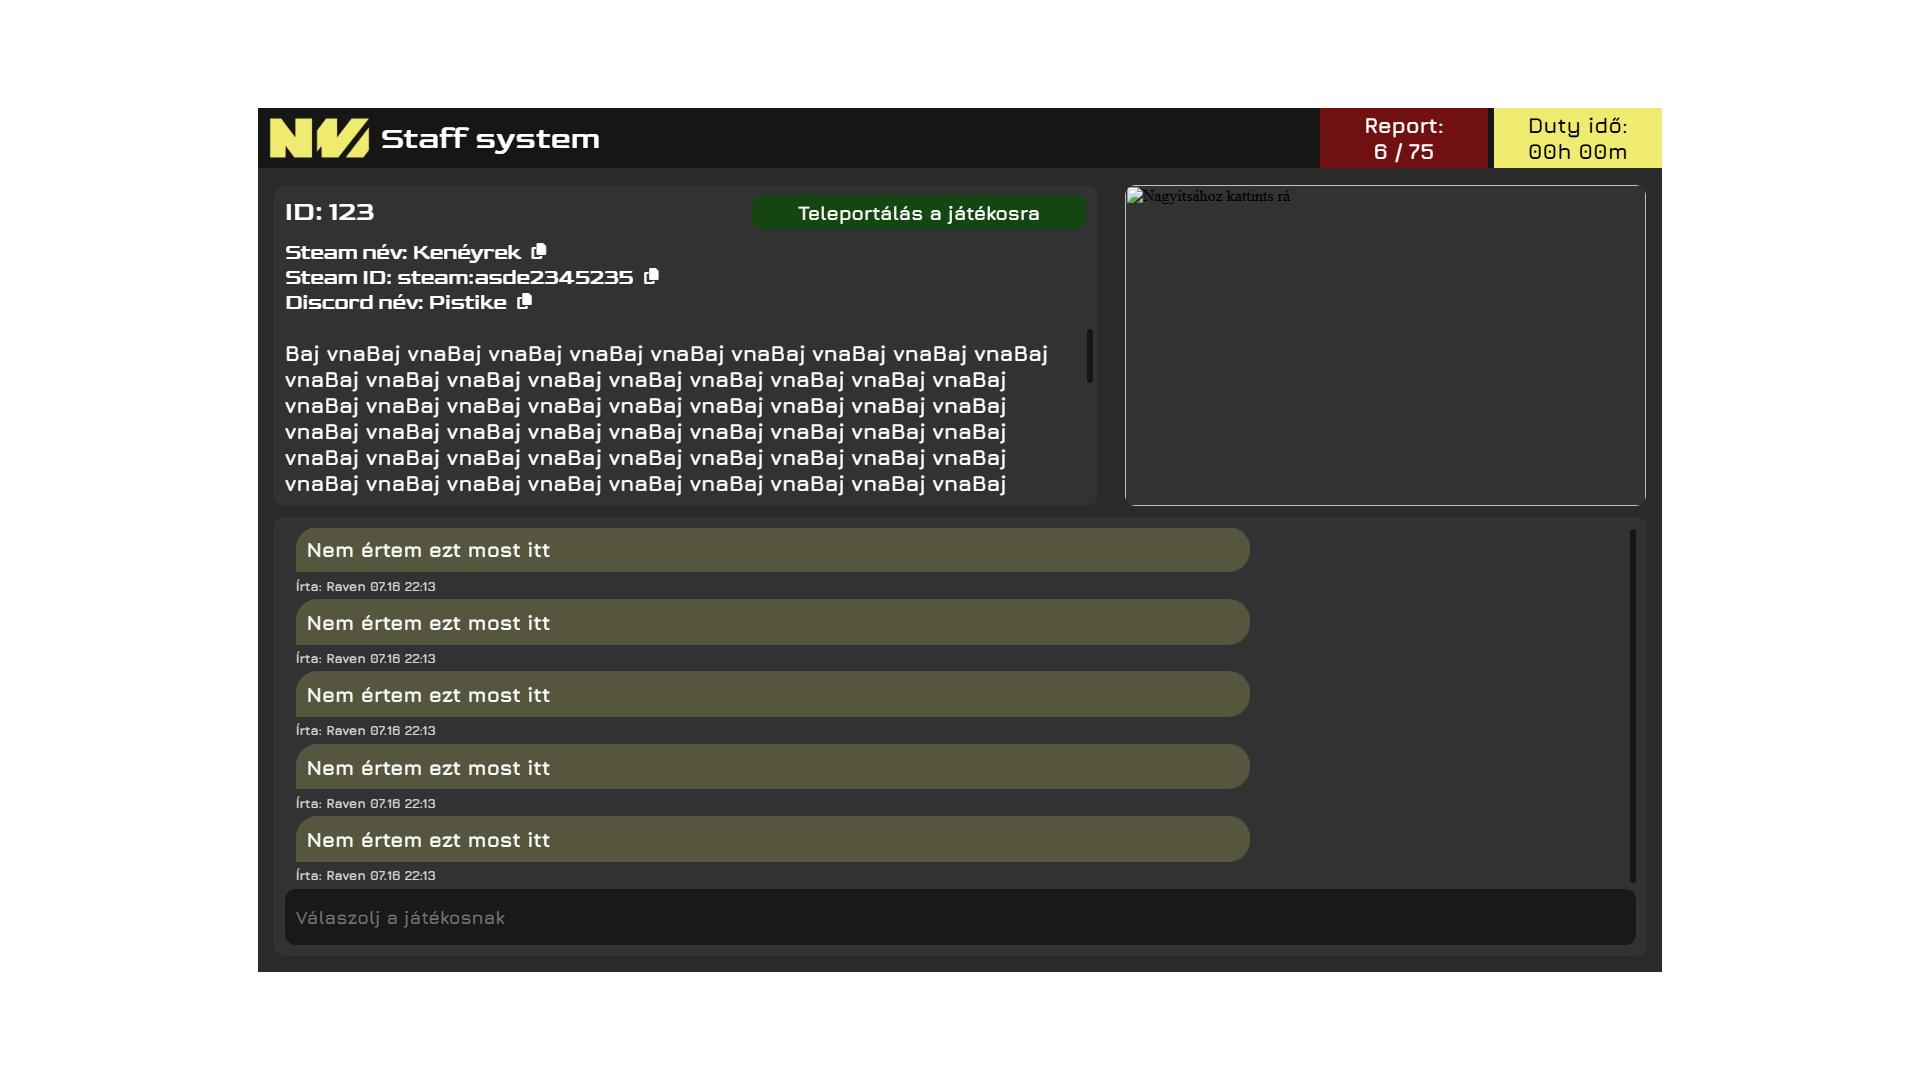 NW Staff system
Report:
6 / 75
Duty idő:
00h 00m
ID: 123
Teleportálás a játékosra
Steam név: Kenéyrek
Steam ID: steam:asde2345235
Discord név: Pistike
Baj vnaBaj vnaBaj vnaBaj vnaBaj vnaBaj vnaBaj vnaBaj vnaBaj vnaBaj
vnaBaj vnaBaj vnaBaj vnaBaj vnaBaj vnaBaj vnaBaj vnaBaj vnaBaj
vnaBaj vnaBaj vnaBaj vnaBaj vnaBaj vnaBaj vnaBaj vnaBaj vnaBaj
vnaBaj vnaBaj vnaBaj vnaBaj vnaBaj vnaBaj vnaBaj vnaBaj vnaBaj
vnaBaj vnaBaj vnaBaj vnaBaj vnaBaj vnaBaj vnaBaj vnaBaj vnaBaj
vnaBaj vnaBaj vnaBaj vnaBaj vnaBaj vnaBaj vnaBaj vnaBaj vnaBaj
Nagyításhoz kattints rá
Nem értem ezt most itt
Írta: Raven 07.16 22:13
Nem értem ezt most itt
Írta: Raven 07.16 22:13
Nem értem ezt most itt
Írta: Raven 07.16 22:13
Nem értem ezt most itt
Írta: Raven 07.16 22:13
Nem értem ezt most itt
Írta: Raven 07.16 22:13
Válaszolj a játékosnak